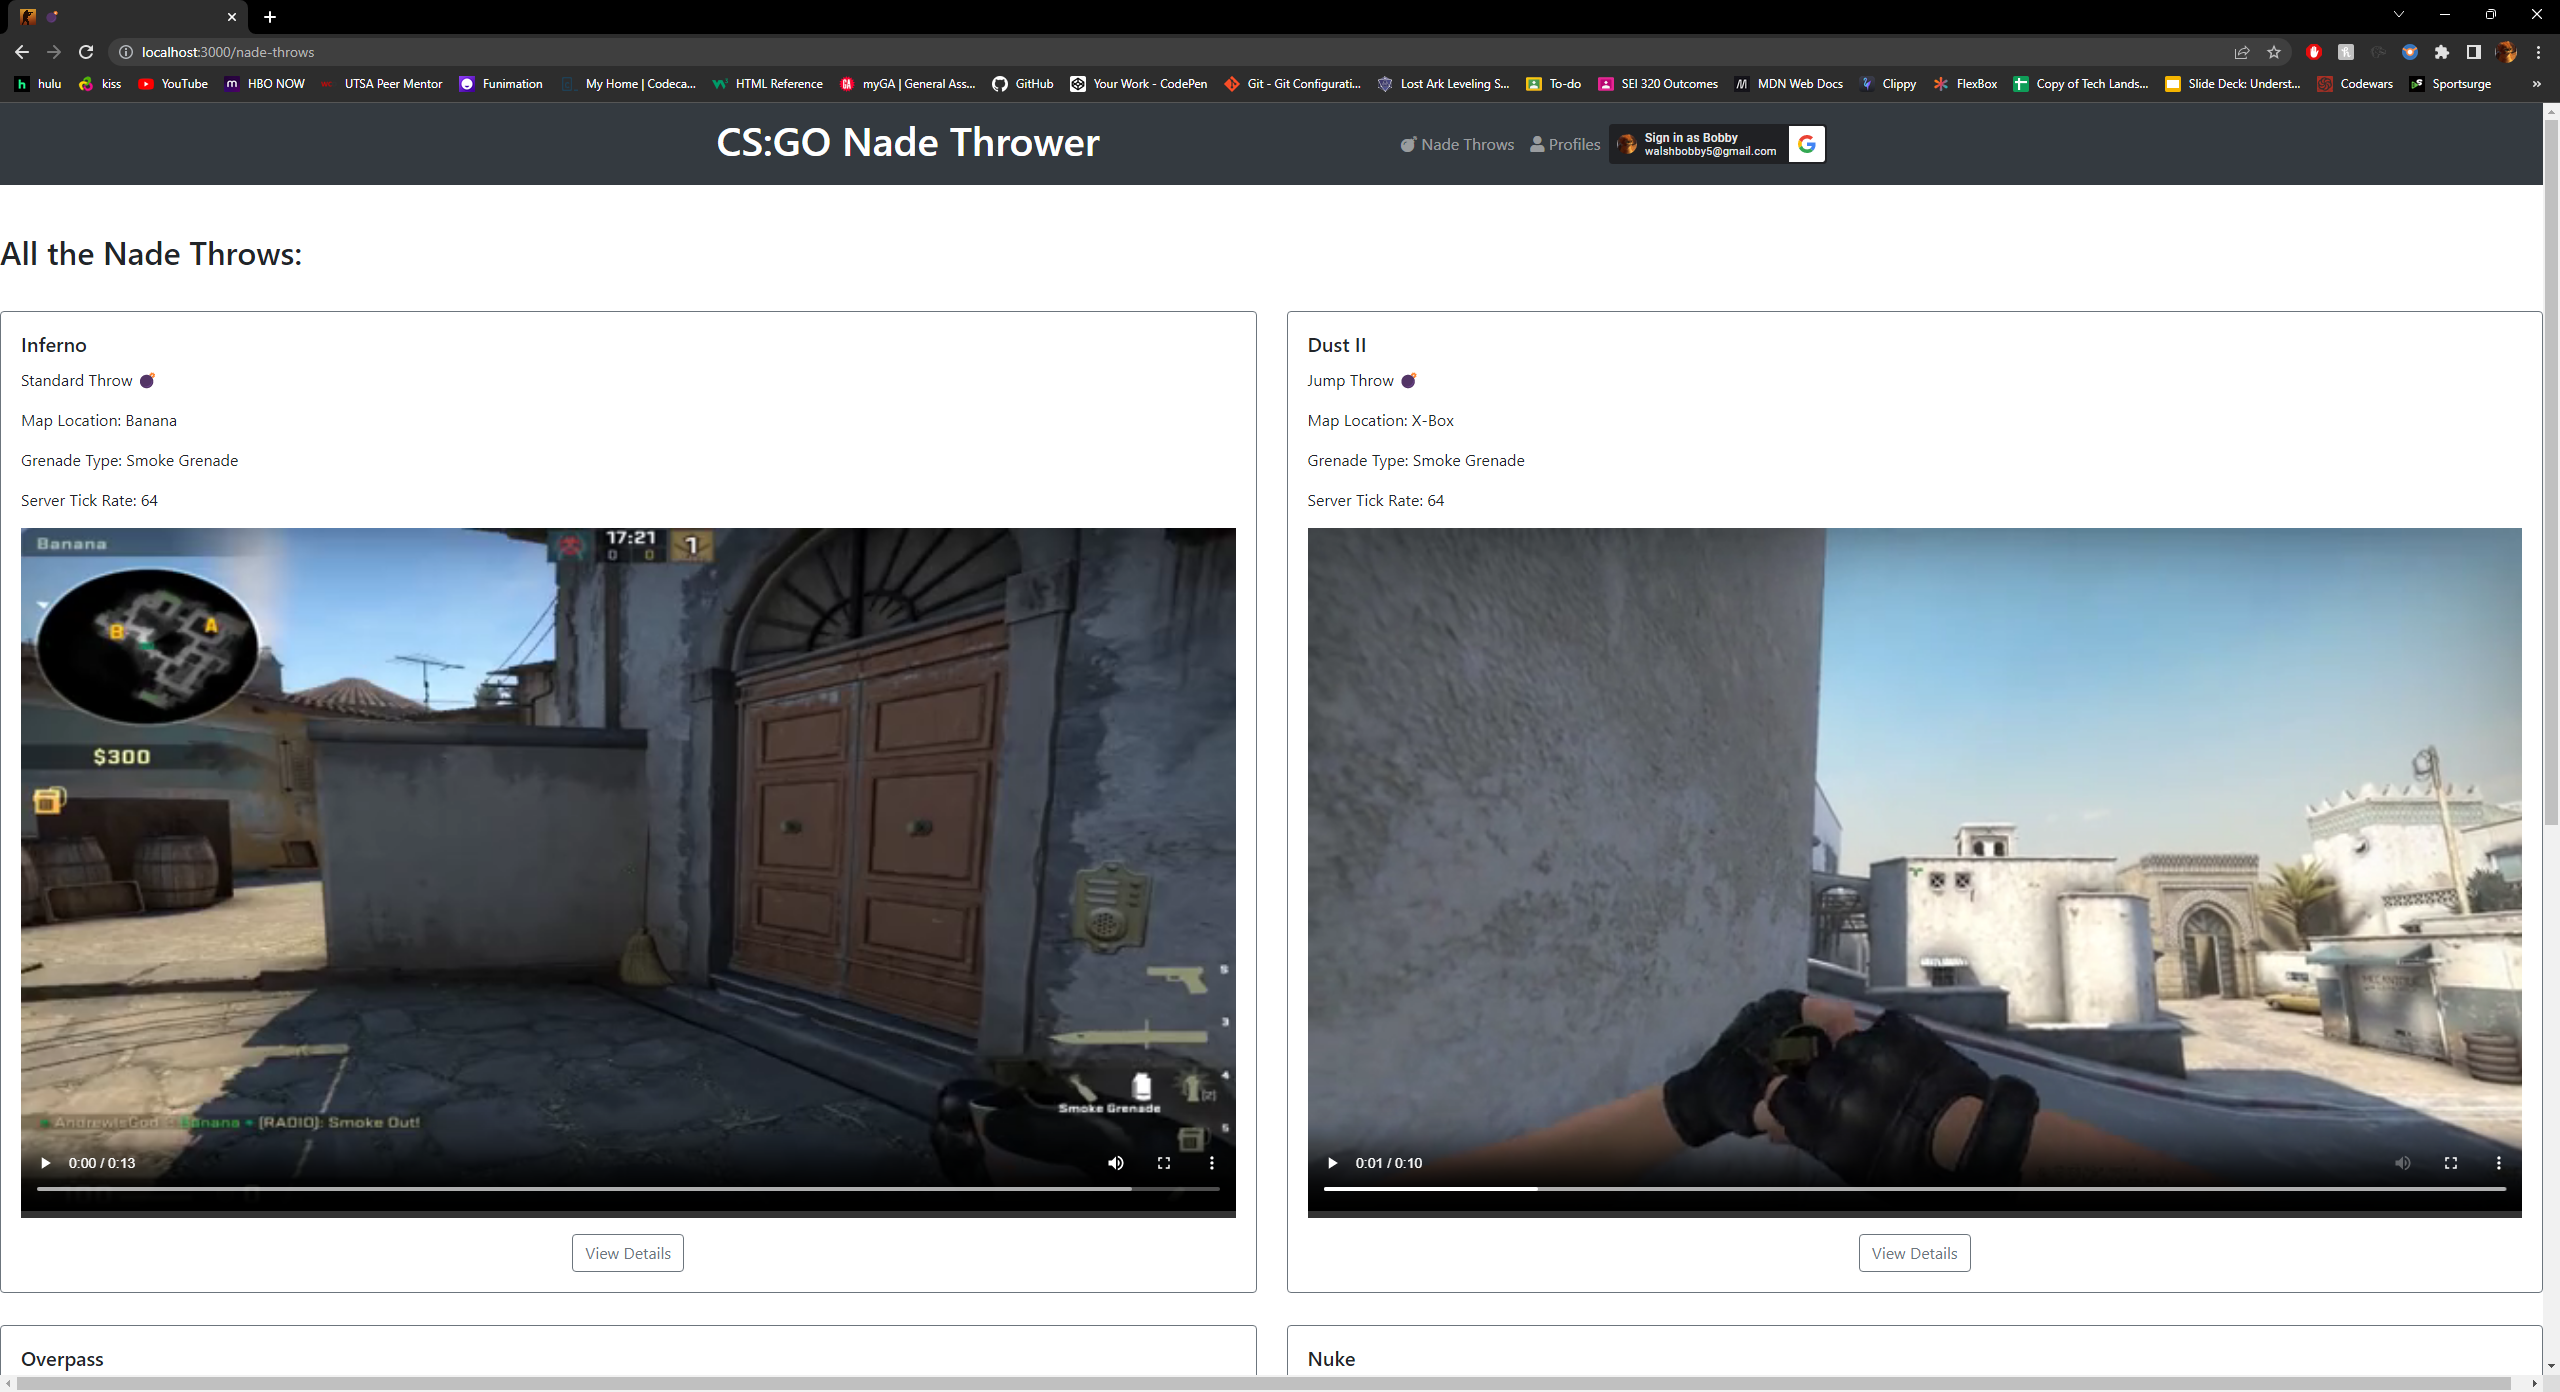 localhost:3000/nade-throws
hulu kiss YouTube HBO NOW UTSA Peer Mentor Funimation My Home | Codeca... HTML Reference myGA | General Ass... GitHub Your Work - CodePen Git - Git Configurati... Lost Ark Leveling S... To-do SEI 320 Outcomes MDN Web Docs Clippy FlexBox Copy of Tech Lands... Slide Deck: Underst... Codewars Sportsurge »
CS:GO Nade Thrower
Nade Throws Profiles
Sign in as Bobby
walshbobby5@gmail.com
All the Nade Throws:
Inferno
Standard Throw
Map Location: Banana
Grenade Type: Smoke Grenade
Server Tick Rate: 64
Banana
17:21
0 0
1
B A
$300
5
3
4
[2]
Smoke Grenade
AndrewIsGod @ Banana • (RADIO): Smoke Out!
5
0:00 / 0:13
View Details
Dust II
Jump Throw
Map Location: X-Box
Grenade Type: Smoke Grenade
Server Tick Rate: 64
0:01 / 0:10
View Details
Overpass
Nuke